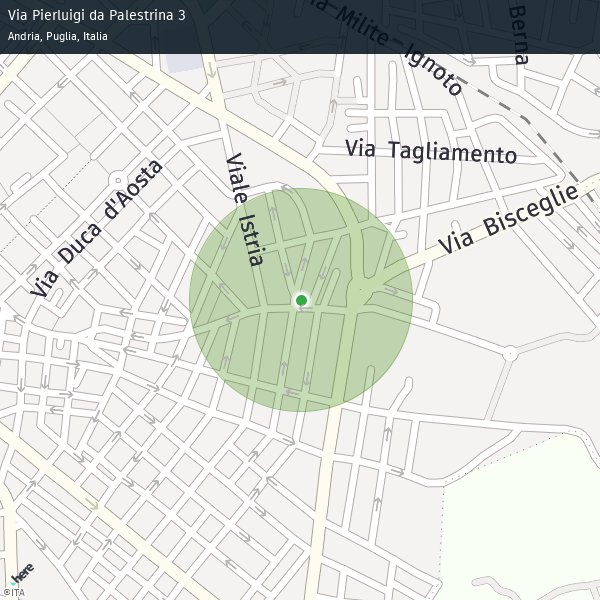 Via Pierluigi da Palestrina 3
Andria, Puglia, Italia
Via Milite Ignoto
Berna
Via Tagliamento
Via Duca d'Aosta
Viale Istria
Via Bisceglie
here
©ITA